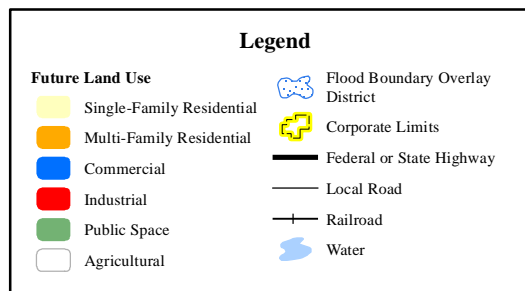 Legend
Future Land Use
Single-Family Residential
Multi-Family Residential
Commercial
Industrial
Public Space
Agricultural
Flood Boundary Overlay
District
Corporate Limits
Federal or State Highway
Local Road
Railroad
Water